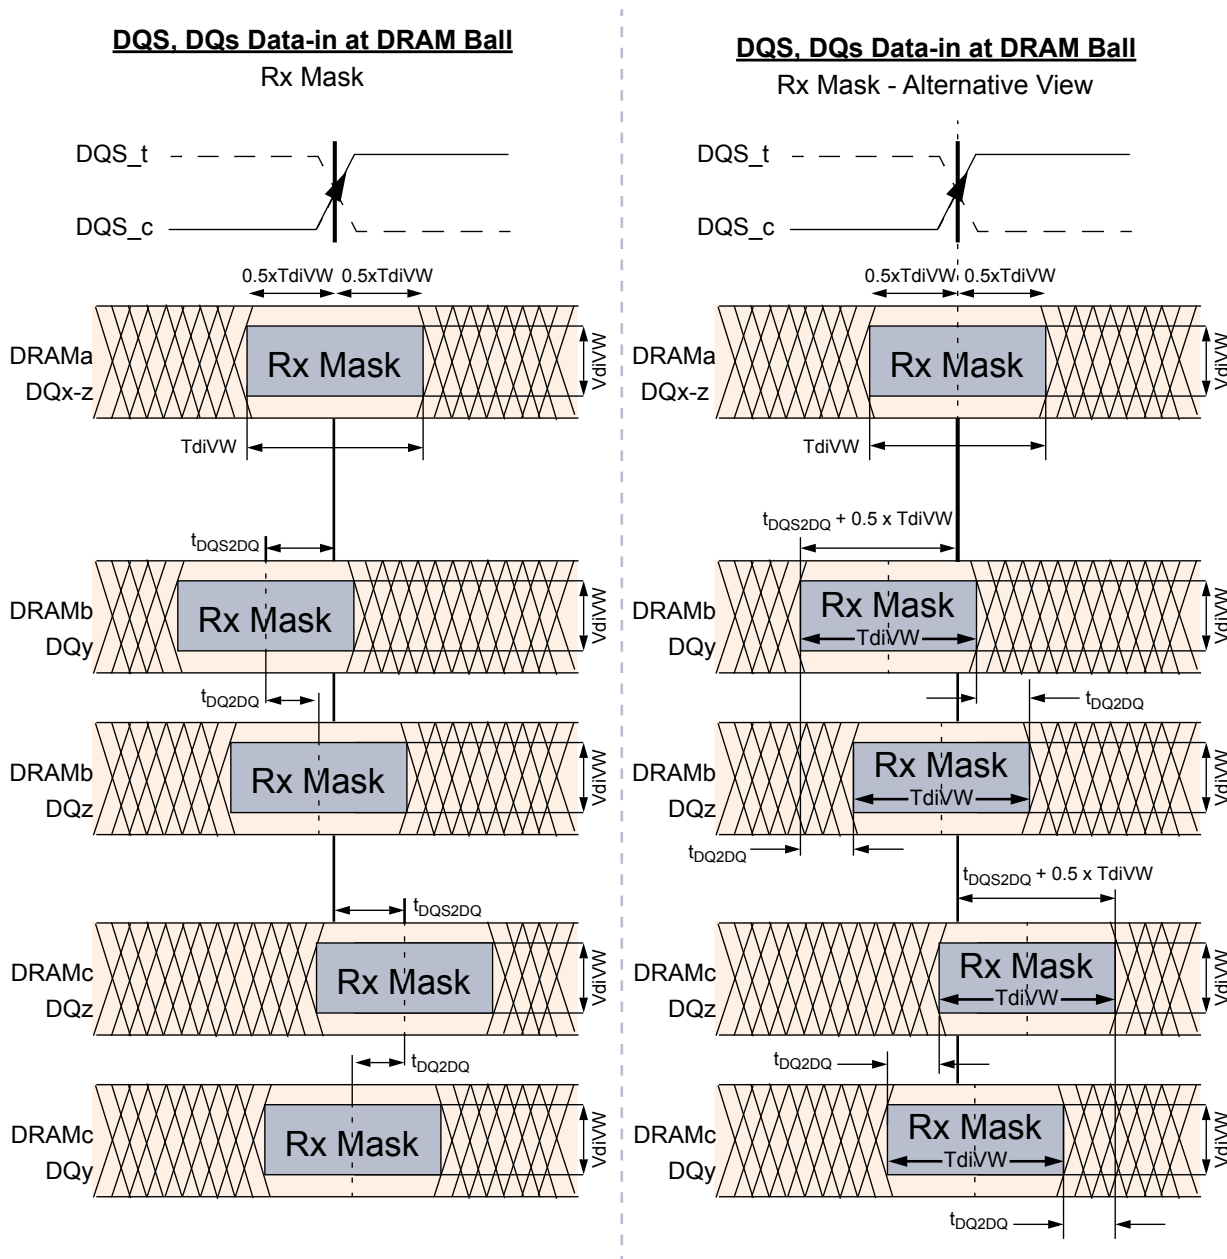 DQS, DQs Data-in at DRAM Ball
Rx Mask
DQS_t
DQS_c
0.5xTdiVW 0.5xTdiVW
DRAMa
DQx-z
Rx Mask
VdiVW
TdiVW
tDQS2DQ
DRAMb
DQy
Rx Mask
VdiVW
tDQ2DQ
DRAMb
DQz
Rx Mask
VdiVW
tDQS2DQ
DRAMc
DQz
Rx Mask
VdiVW
tDQ2DQ
DRAMc
DQy
Rx Mask
VdiVW
DQS, DQs Data-in at DRAM Ball
Rx Mask - Alternative View
DQS_t
DQS_c
0.5xTdiVW 0.5xTdiVW
DRAMa
DQx-z
Rx Mask
VdiVW
TdiVW
tDQS2DQ + 0.5 x TdiVW
DRAMb
DQy
Rx Mask
TdiVW
VdiVW
tDQ2DQ
DRAMb
DQz
Rx Mask
TdiVW
VdiVW
tDQ2DQ
tDQS2DQ + 0.5 x TdiVW
DRAMc
DQz
Rx Mask
TdiVW
VdiVW
tDQ2DQ
DRAMc
DQy
Rx Mask
TdiVW
VdiVW
tDQ2DQ